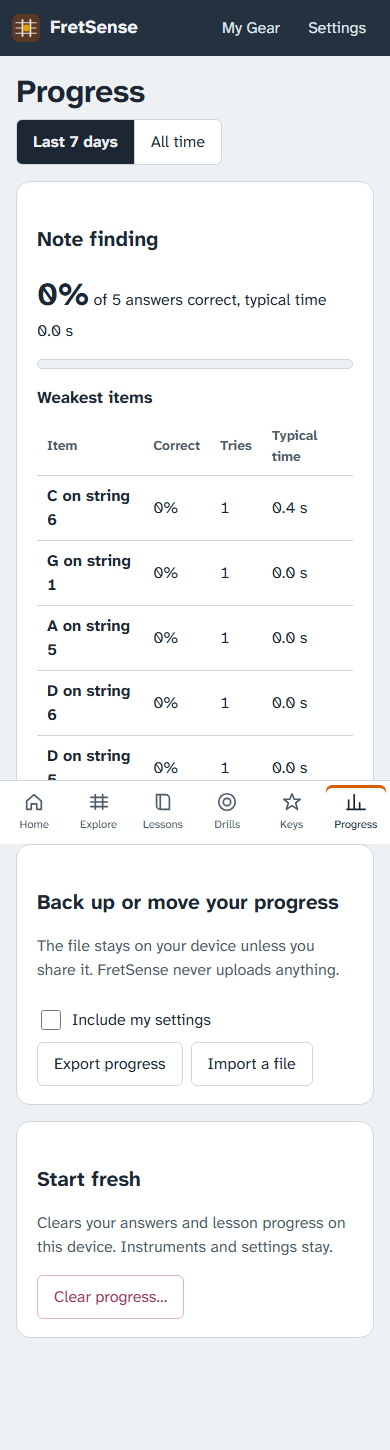 FretSense
My Gear
Settings
Progress
Last 7 days
All time
Note finding
0% of 5 answers correct, typical time
0.0 s
Weakest items
Item Correct Tries Typical time
C on string 6 0% 1 0.4 s
G on string 1 0% 1 0.0 s
A on string 5 0% 1 0.0 s
D on string 6 0% 1 0.0 s
D on string 5 0% 1 0.0 s
Home
Explore
Lessons
Drills
Keys
Progress
Back up or move your progress
The file stays on your device unless you
share it. FretSense never uploads anything.
Include my settings
Export progress
Import a file
Start fresh
Clears your answers and lesson progress on
this device. Instruments and settings stay.
Clear progress...